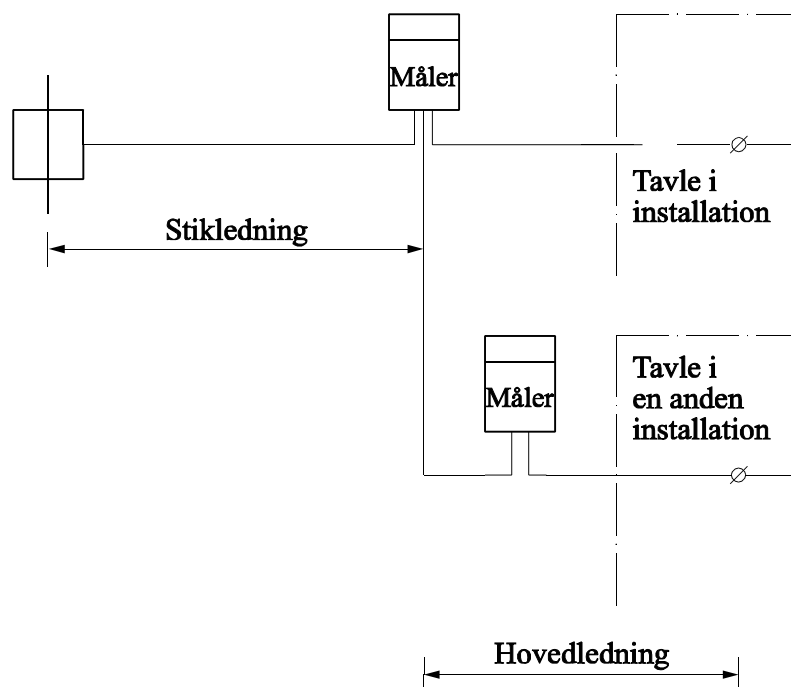 Måler
Tavle i
installation
Stikledning
Måler
Tavle i
en anden
installation
Hovedledning